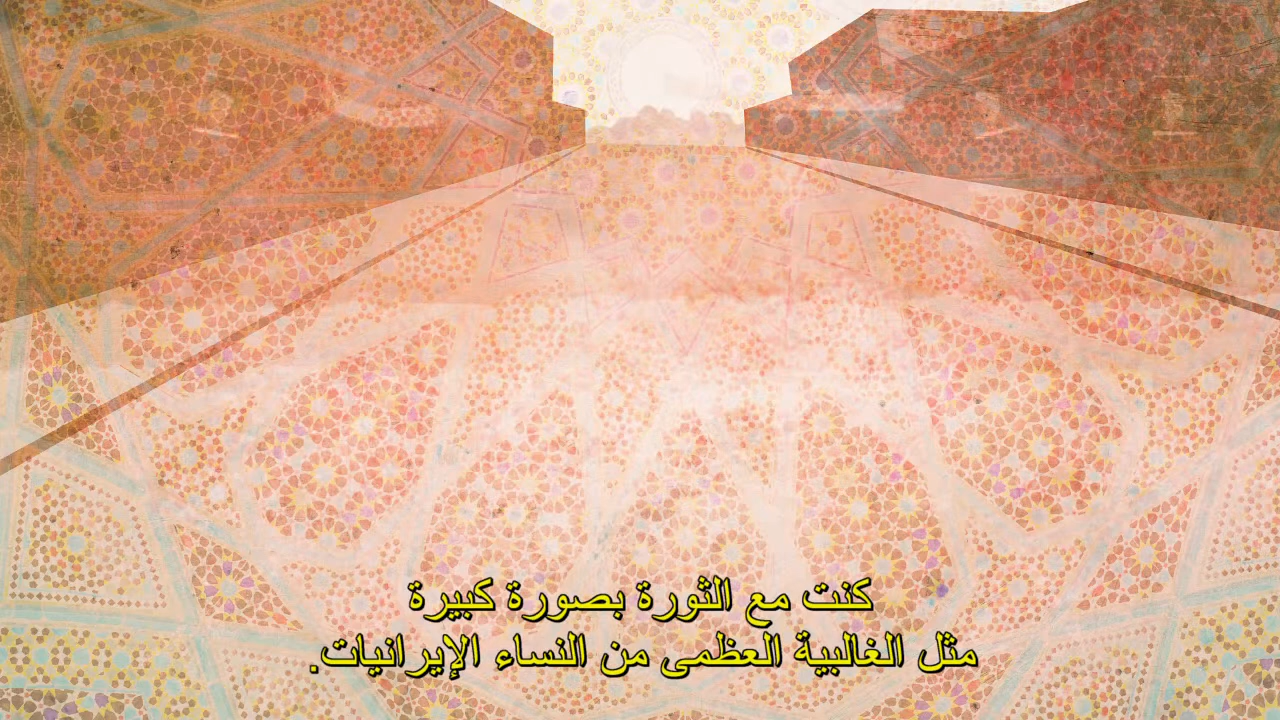 كنت مع الثورة بصورة كبيرة
مثل الغالبية العظمى من النساء الإيرانيات.